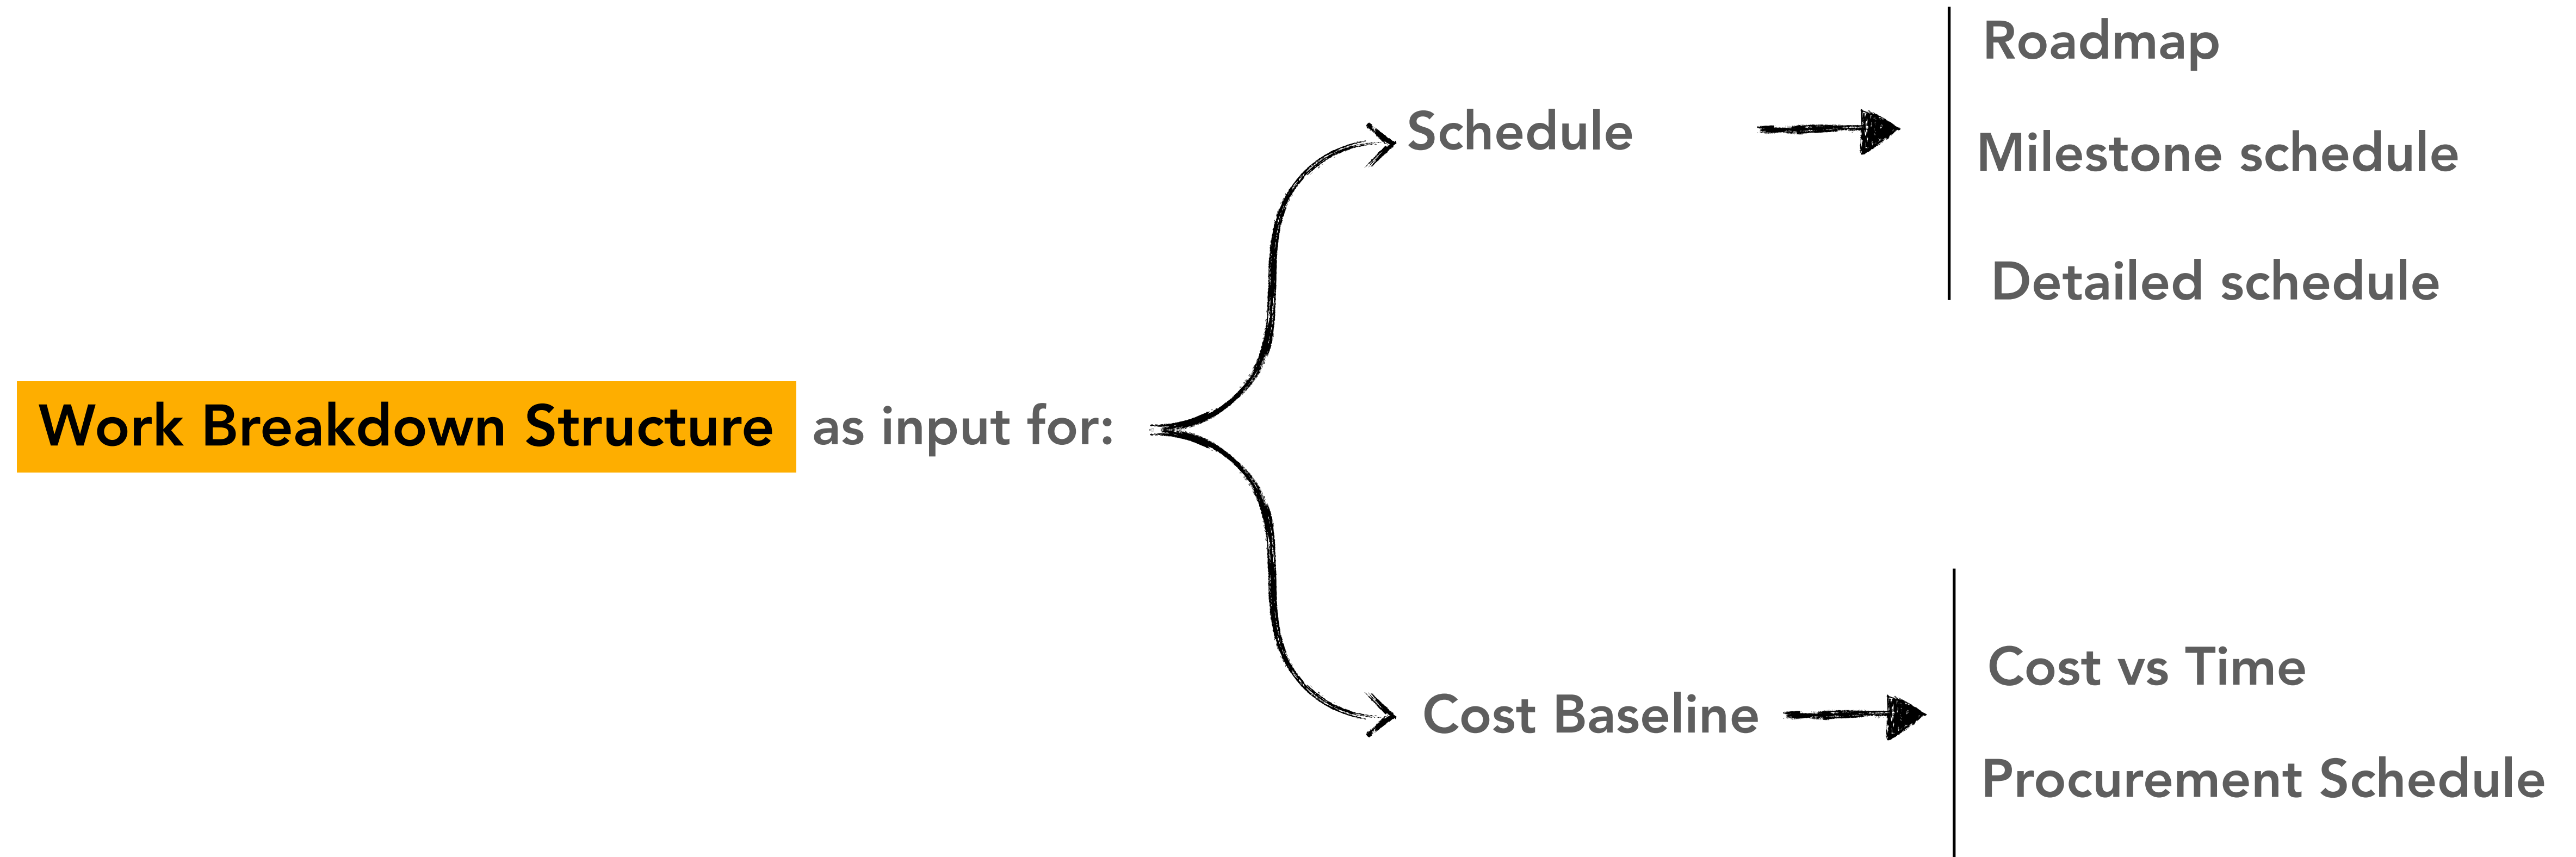 Roadmap
Schedule
Milestone schedule
Detailed schedule
Work Breakdown Structure as input for:
Cost vs Time
Cost Baseline
Procurement Schedule